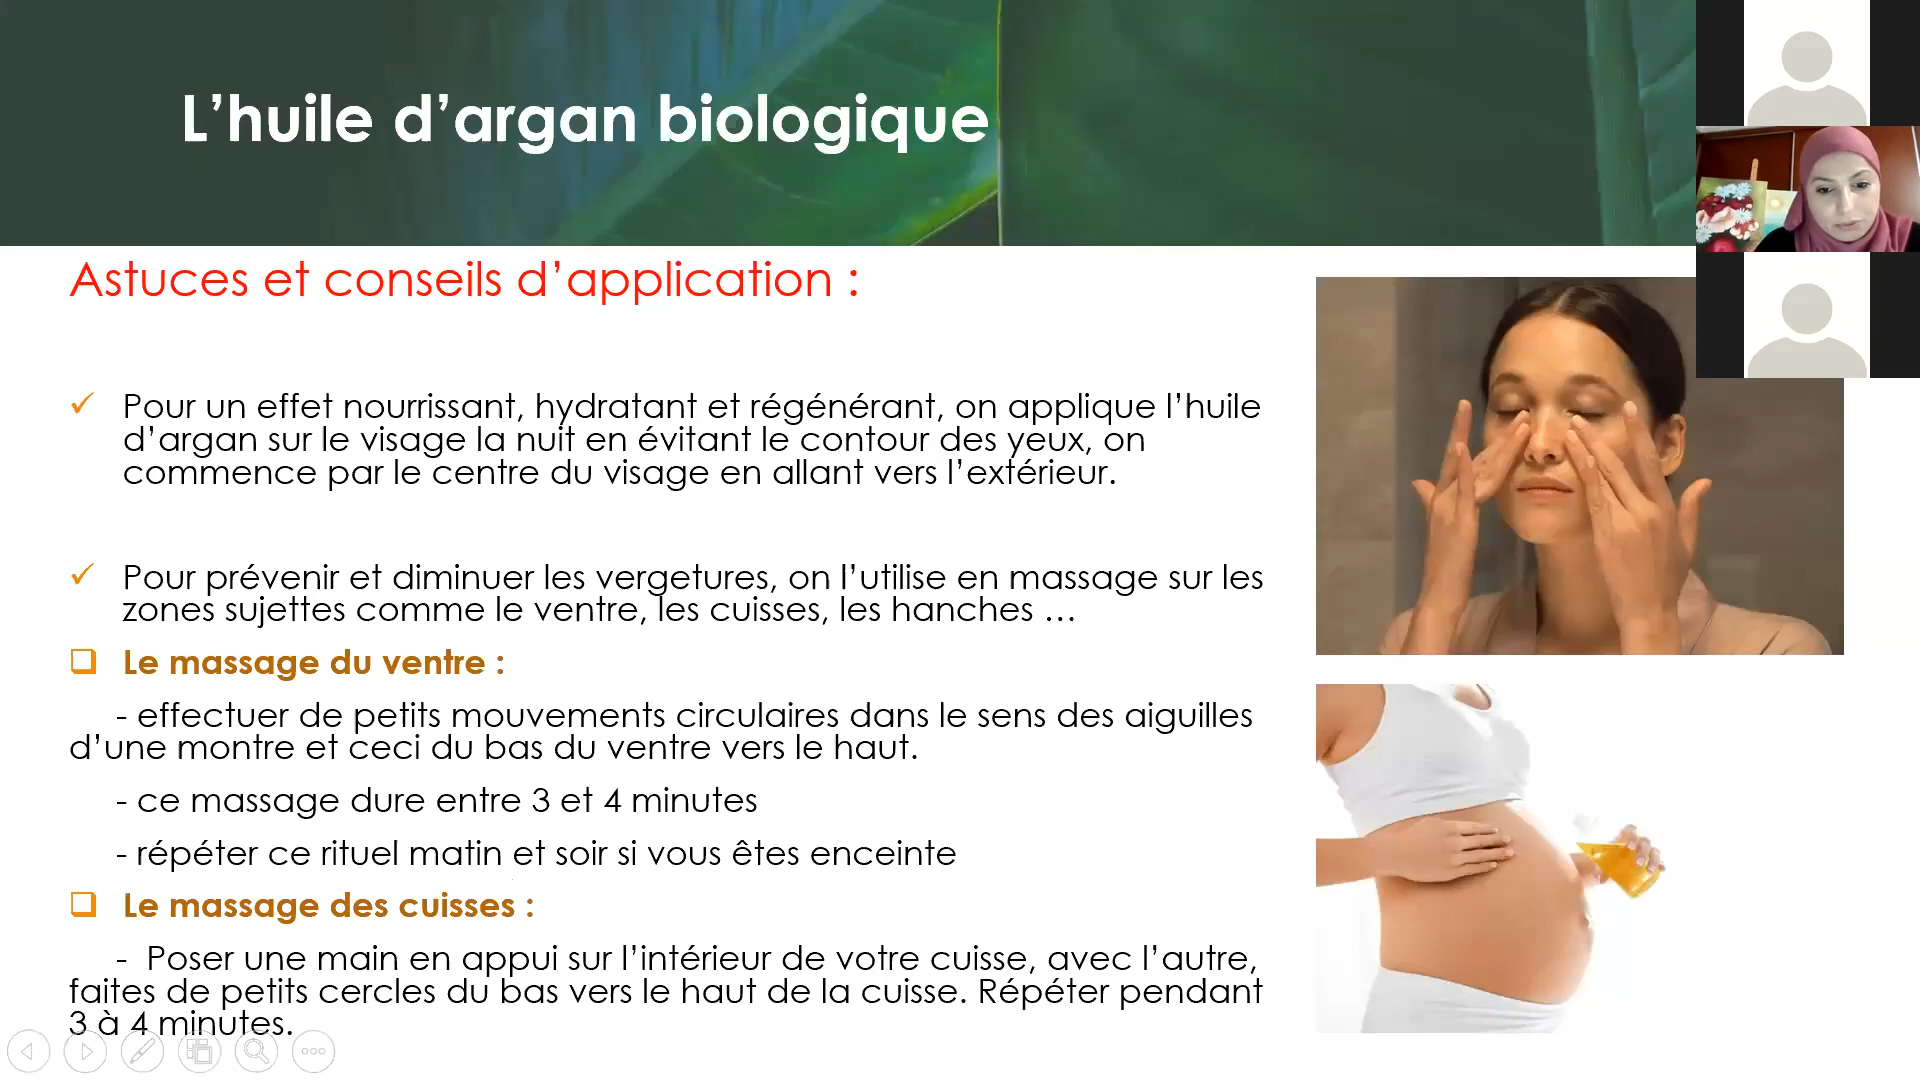 L’huile d’argan biologique
Astuces et conseils d’application :
Pour un effet nourrissant, hydratant et régénérant, on applique l’huile
d’argan sur le visage la nuit en évitant le contour des yeux, on
commence par le centre du visage en allant vers l’extérieur.
Pour prévenir et diminuer les vergetures, on l’utilise en massage sur les
zones sujettes comme le ventre, les cuisses, les hanches …
Le massage du ventre :
- effectuer de petits mouvements circulaires dans le sens des aiguilles
d’une montre et ceci du bas du ventre vers le haut.
- ce massage dure entre 3 et 4 minutes
- répéter ce rituel matin et soir si vous êtes enceinte
Le massage des cuisses :
- Poser une main en appui sur l’intérieur de votre cuisse, avec l’autre,
faites de petits cercles du bas vers le haut de la cuisse. Répéter pendant
3 à 4 minutes.